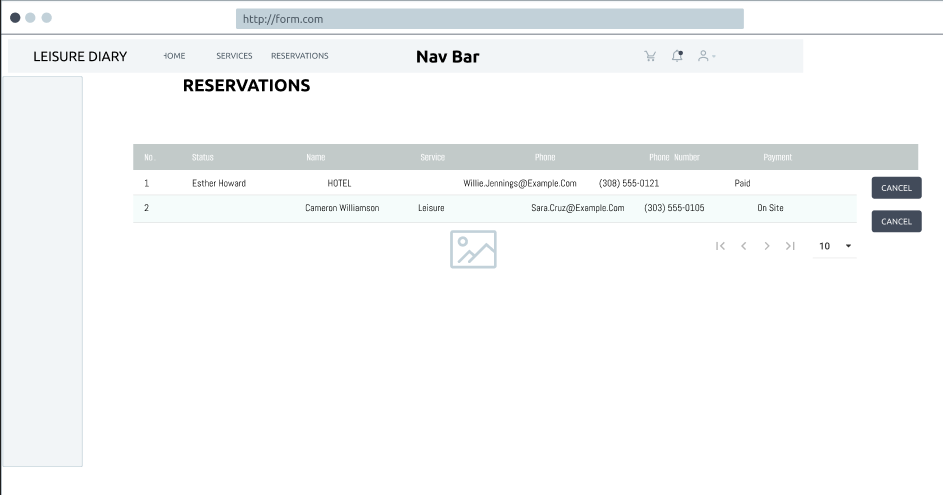 http://form.com
LEISURE DIARY HOME SERVICES RESERVATIONS Nav Bar
RESERVATIONS
No. Status Name Service Phone Phone Number Payment
1 Esther Howard HOTEL Willie.Jennings@Example.Com (308) 555-0121 Paid CANCEL
2 Cameron Williamson Leisure Sara.Cruz@Example.Com (303) 555-0105 On Site CANCEL
10